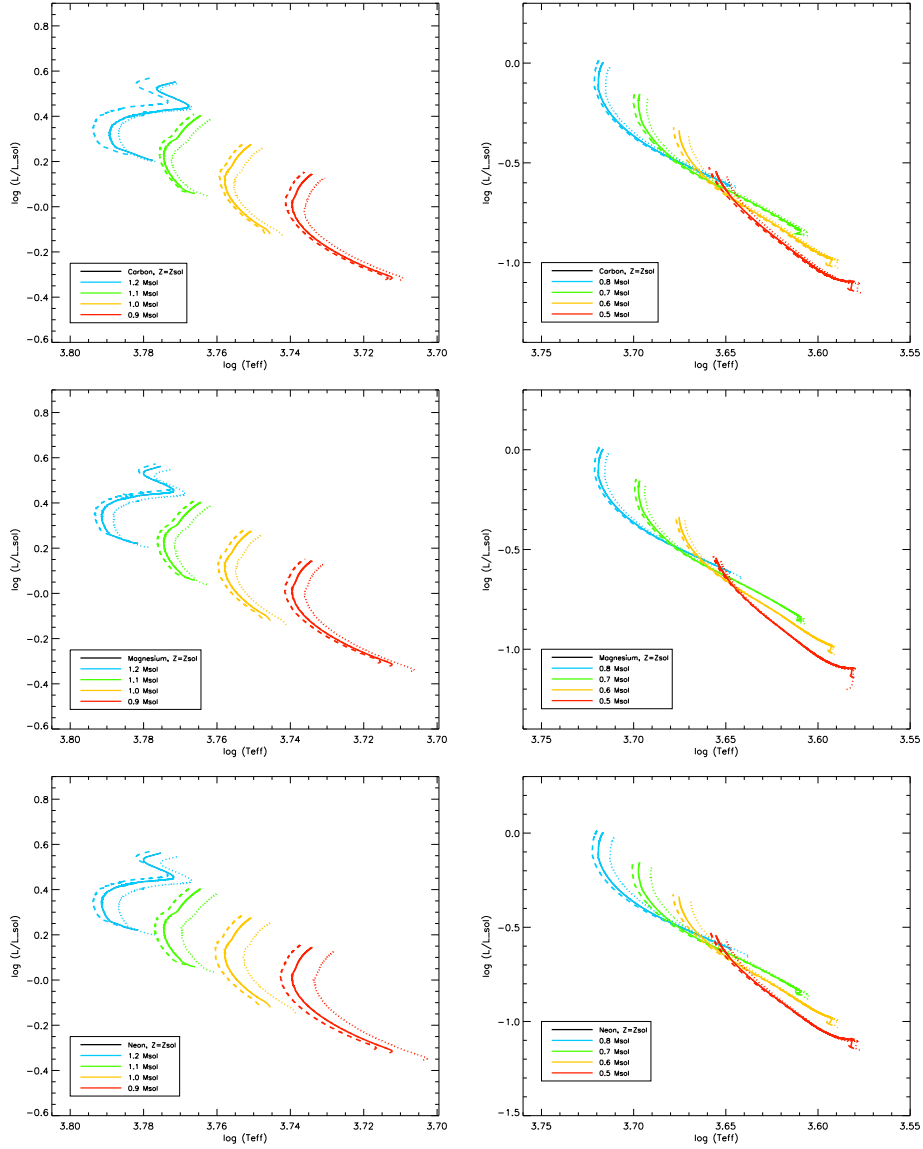 0.8
0.6
0.4
0.2
−0.0
−0.2
−0.4
−0.6
log (L/L_sol)
Carbon, Z=Zsol
1.2 Msol
1.1 Msol
1.0 Msol
0.9 Msol
3.80 3.78 3.76 3.74 3.72 3.70
log (Teff)
0.0
−0.5
−1.0
log (L/L_sol)
Carbon, Z=Zsol
0.8 Msol
0.7 Msol
0.6 Msol
0.5 Msol
3.75 3.70 3.65 3.60 3.55
log (Teff)
0.8
0.6
0.4
0.2
−0.0
−0.2
−0.4
−0.6
log (L/L_sol)
Magnesium, Z=Zsol
1.2 Msol
1.1 Msol
1.0 Msol
0.9 Msol
3.80 3.78 3.76 3.74 3.72 3.70
log (Teff)
0.0
−0.5
−1.0
log (L/L_sol)
Magnesium, Z=Zsol
0.8 Msol
0.7 Msol
0.6 Msol
0.5 Msol
3.75 3.70 3.65 3.60 3.55
log (Teff)
0.8
0.6
0.4
0.2
−0.0
−0.2
−0.4
−0.6
log (L/L_sol)
Neon, Z=Zsol
1.2 Msol
1.1 Msol
1.0 Msol
0.9 Msol
3.80 3.78 3.76 3.74 3.72 3.70
log (Teff)
0.0
−0.5
−1.0
−1.5
log (L/L_sol)
Neon, Z=Zsol
0.8 Msol
0.7 Msol
0.6 Msol
0.5 Msol
3.75 3.70 3.65 3.60 3.55
log (Teff)